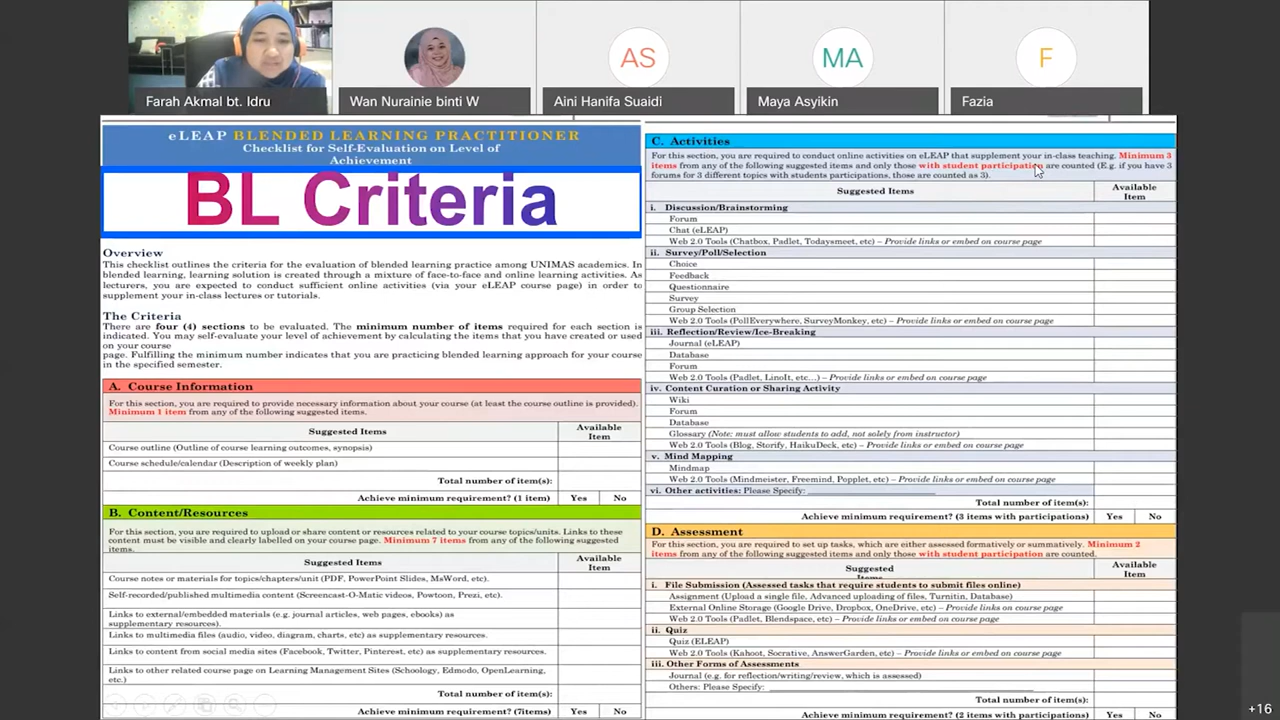 Farah Akmal bt. Idru
Wan Nurainie binti W
AS
Aini Hanifa Suaidi
MA
Maya Asyikin
F
Fazia
eLEAP BLENDED LEARNING PRACTITIONER
Checklist for Self-Evaluation on Level of
Achievement
BL Criteria
Overview
This checklist outlines the criteria for the evaluation of blended learning practice among UNIMAS academics. In
blended learning, learning solution is created through a mixture of face-to-face and online learning activities. As
lecturers, you are expected to conduct sufficient online activities (via your eLEAP course page) in order to
supplement your in-class lectures or tutorials.
The Criteria
There are four (4) sections to be evaluated. The minimum number of items required for each section is
indicated. You may self-evaluate your level of achievement by calculating the items that you have created or used
on your course
page. Fulfilling the minimum number indicates that you are practicing blended learning approach for your course
in the specified semester.
A. Course Information
For this section, you are required to provide necessary information about your course (at least the course outline is provided).
Minimum 1 item from any of the following suggested items.
Suggested Items
Available
Item
Course outline (Outline of course learning outcomes, synopsis)
Course schedule/calendar (Description of weekly plan)
Total number of item(s):
Achieve minimum requirement? (1 item) Yes No
B. Content/Resources
For this section, you are required to upload or share content or resources related to your course topics/units. Links to these
content must be visible and clearly labelled on your course page. Minimum 7 items from any of the following suggested
items.
Suggested Items
Available
Item
Course notes or materials for topics/chapters/unit (PDF, PowerPoint Slides, MsWord, etc).
Self-recorded/published multimedia content (Screencast-O-Matic videos, Powtoon, Prezi, etc).
Links to external/embedded materials (e.g. journal articles, web pages, ebooks) as
supplementary resources).
Links to multimedia files (audio, video, diagram, charts, etc) as supplementary resources.
Links to content from social media sites (Facebook, Twitter, Pinterest, etc) as supplementary resources.
Links to other related course page on Learning Management Sites (Schoology, Edmodo, OpenLearning,
etc.)
Total number of item(s):
Achieve minimum requirement? (7items) Yes No
C. Activities
For this section, you are required to conduct online activities on eLEAP that supplement your in-class teaching. Minimum 3
items from any of the following suggested items and only those with student participation are counted (E.g. if you have 3
forums for 3 different topics with students participations, those are counted as 3).
Suggested Items
Available
Item
i. Discussion/Brainstorming
Forum
Chat (eLEAP)
Web 2.0 Tools (Chatbox, Padlet, Todaysmeet, etc) – Provide links or embed on course page
ii. Survey/Poll/Selection
Choice
Feedback
Questionnaire
Survey
Group Selection
Web 2.0 Tools (PollEverywhere, SurveyMonkey, etc) – Provide links or embed on course page
iii. Reflection/Review/Ice-Breaking
Journal (eLEAP)
Database
Forum
Web 2.0 Tools (Padlet, LinoIt, etc...) – Provide links or embed on course page
iv. Content Curation or Sharing Activity
Wiki
Forum
Database
Glossary (Note: must allow students to add, not solely from instructor)
Web 2.0 Tools (Blog, Storify, HaikuDeck, etc) – Provide links or embed on course page
v. Mind Mapping
Mindmap
Web 2.0 Tools (Mindmeister, Freemind, Popplet, etc) – Provide links or embed on course page
vi. Other activities: Please Specify:
Total number of item(s):
Achieve minimum requirement? (3 items with participations) Yes No
D. Assessment
For this section, you are required to set up tasks, which are either assessed formatively or summatively. Minimum 2
items from any of the following suggested items and only those with student participation are counted.
Suggested
Items
Available
Item
i. File Submission (Assessed tasks that require students to submit files online)
Assignment (Upload a single file, Advanced uploading of files, Turnitin, Database)
External Online Storage (Google Drive, Dropbox, OneDrive, etc) – Provide links or embed on course page
Web 2.0 Tools (Padlet, Blendspace, etc) – Provide links or embed on course page
ii. Quiz
Quiz (ELEAP)
Web 2.0 Tools (Kahoot, Socrative, AnswerGarden, etc) – Provide links or embed on course page
iii. Other Forms of Assessments
Journal (e.g. for reflection/writing/review, which is assessed)
Others: Please Specify:
Total number of item(s):
Achieve minimum requirement? (2 items with participations) Yes No
+16